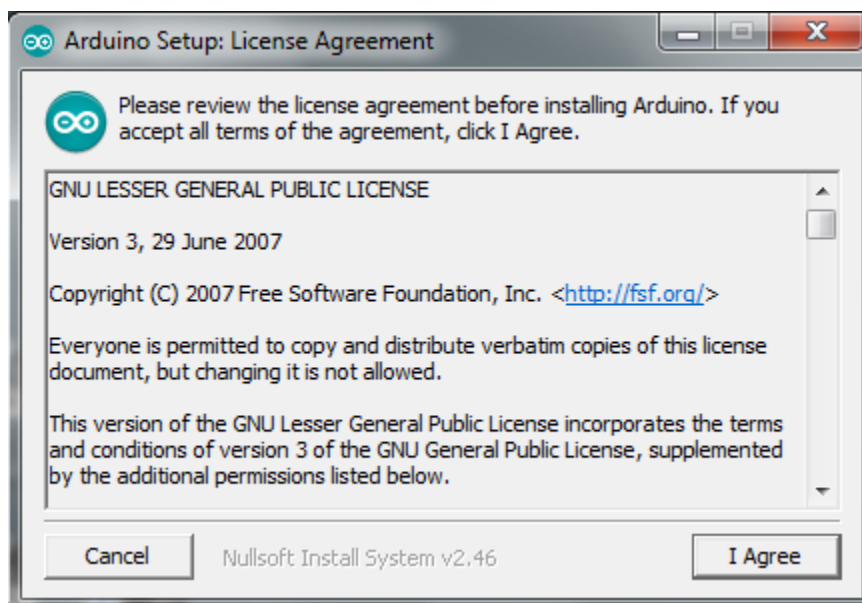 Arduino Setup: License Agreement
Please review the license agreement before installing Arduino. If you
accept all terms of the agreement, click I Agree.
GNU LESSER GENERAL PUBLIC LICENSE
Version 3, 29 June 2007
Copyright (C) 2007 Free Software Foundation, Inc. <http://fsf.org/>
Everyone is permitted to copy and distribute verbatim copies of this license
document, but changing it is not allowed.
This version of the GNU Lesser General Public License incorporates the terms
and conditions of version 3 of the GNU General Public License, supplemented
by the additional permissions listed below.
Cancel
Nullsoft Install System v2.46
I Agree